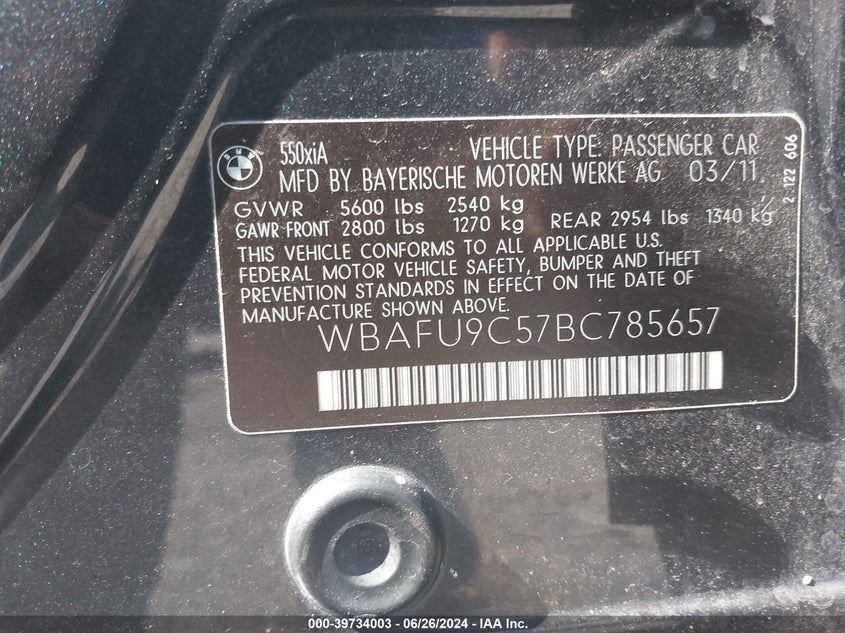 BMW
550xiA VEHICLE TYPE: PASSENGER CAR
MFD BY BAYERISCHE MOTOREN WERKE AG 03/11
GVWR 5600 lbs 2540 kg
GAWR FRONT 2800 lbs 1270 kg REAR 2954 lbs 1340 kg
THIS VEHICLE CONFORMS TO ALL APPLICABLE U.S.
FEDERAL MOTOR VEHICLE SAFETY, BUMPER AND THEFT
PREVENTION STANDARDS IN EFFECT ON THE DATE OF
MANUFACTURE SHOWN ABOVE.
WBAFU9C57BC785657
2 122 606
000-39734003 - 06/26/2024 - IAA Inc.